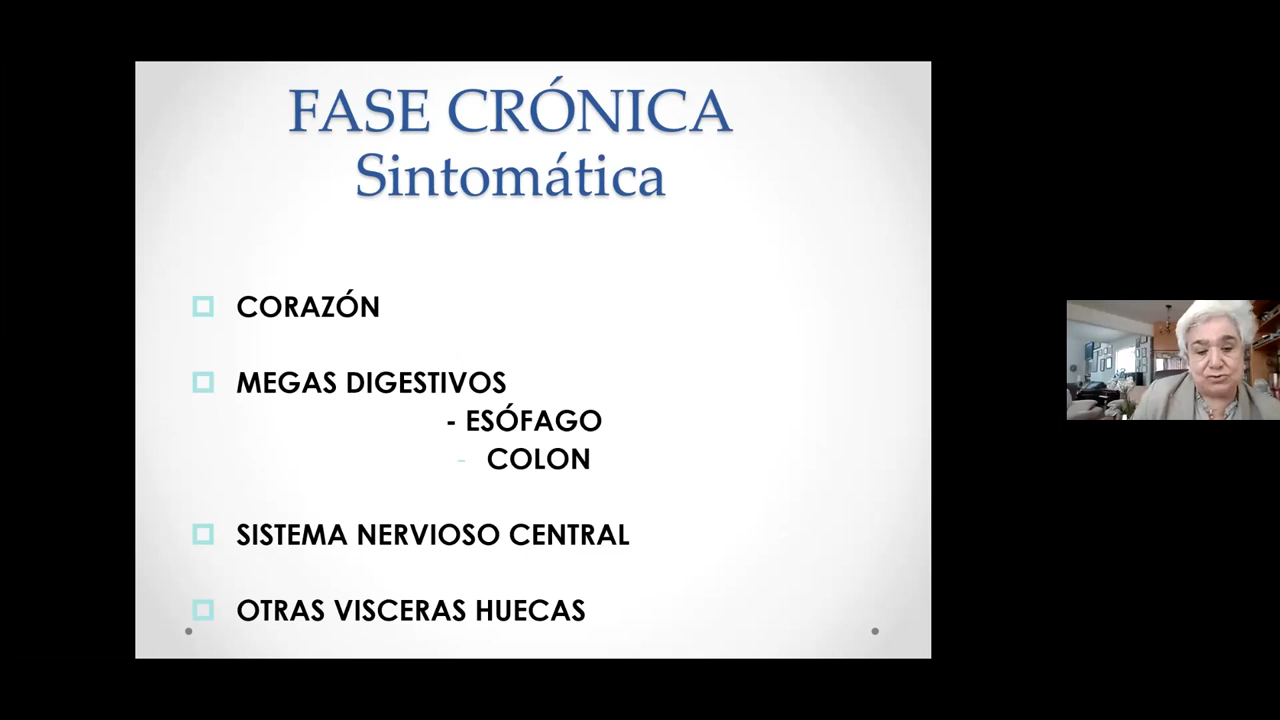 FASE CRÓNICA
Sintomática
CORAZÓN
MEGAS DIGESTIVOS
- ESÓFAGO
- COLON
SISTEMA NERVIOSO CENTRAL
OTRAS VISCERAS HUECAS